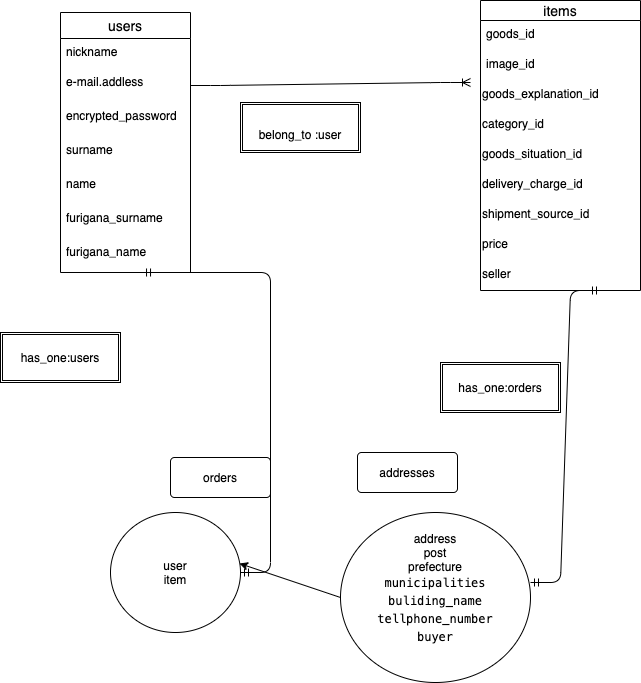 users
nickname
e-mail.addless
encrypted_password
surname
name
furigana_surname
furigana_name
items
goods_id
image_id
goods_explanation_id
category_id
goods_situation_id
delivery_charge_id
shipment_source_id
price
seller
belong_to :user
has_one:users
has_one:orders
orders
addresses
user
item
address
post
prefecture
municipalities
buliding_name
tellphone_number
buyer